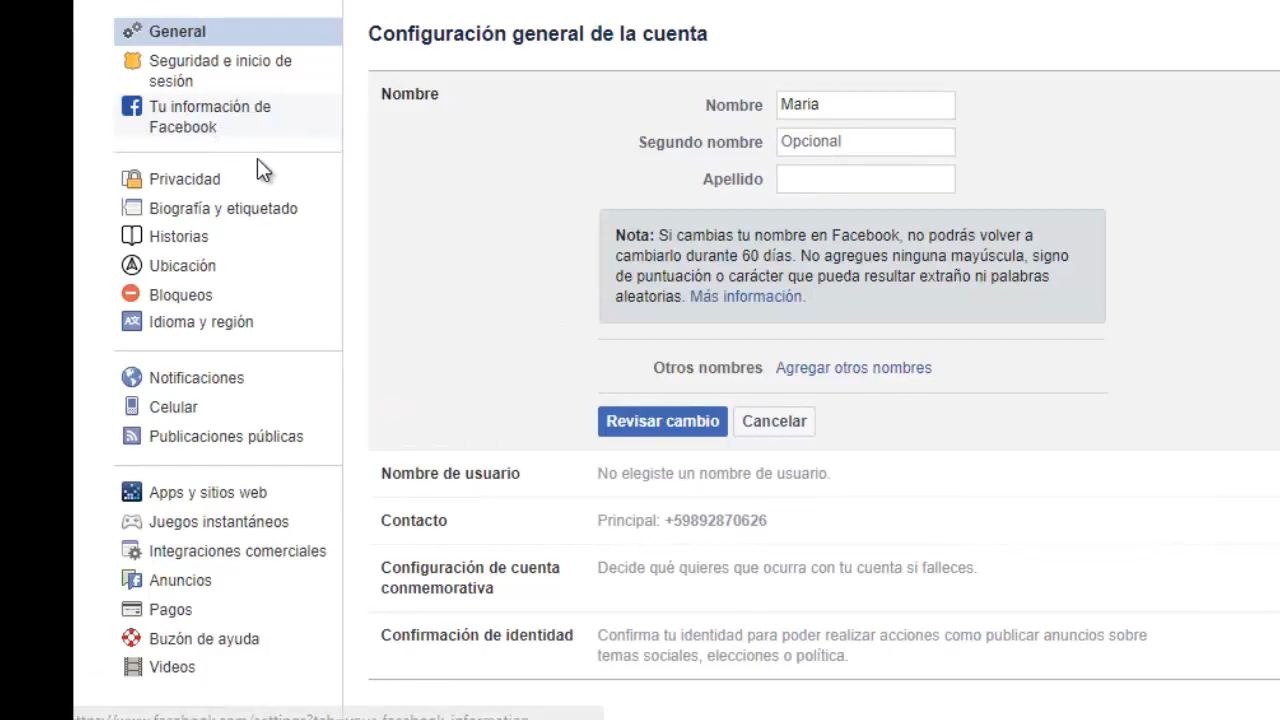 General
Seguridad e inicio de
sesión
Tu información de
Facebook
Privacidad
Biografía y etiquetado
Historias
Ubicación
Bloqueos
Idioma y región
Notificaciones
Celular
Publicaciones públicas
Apps y sitios web
Juegos instantáneos
Integraciones comerciales
Anuncios
Pagos
Buzón de ayuda
Videos
Configuración general de la cuenta
Nombre
Nombre Maria
Segundo nombre Opcional
Apellido
Nota: Si cambias tu nombre en Facebook, no podrás volver a
cambiarlo durante 60 días. No agregues ninguna mayúscula, signo
de puntuación o carácter que pueda resultar extraño ni palabras
aleatorias. Más información.
Otros nombres Agregar otros nombres
Revisar cambio Cancelar
Nombre de usuario No elegiste un nombre de usuario.
Contacto Principal: +59892870626
Configuración de cuenta Decide qué quieres que ocurra con tu cuenta si falleces.
conmemorativa
Confirmación de identidad Confirma tu identidad para poder realizar acciones como publicar anuncios sobre
temas sociales, elecciones o política.